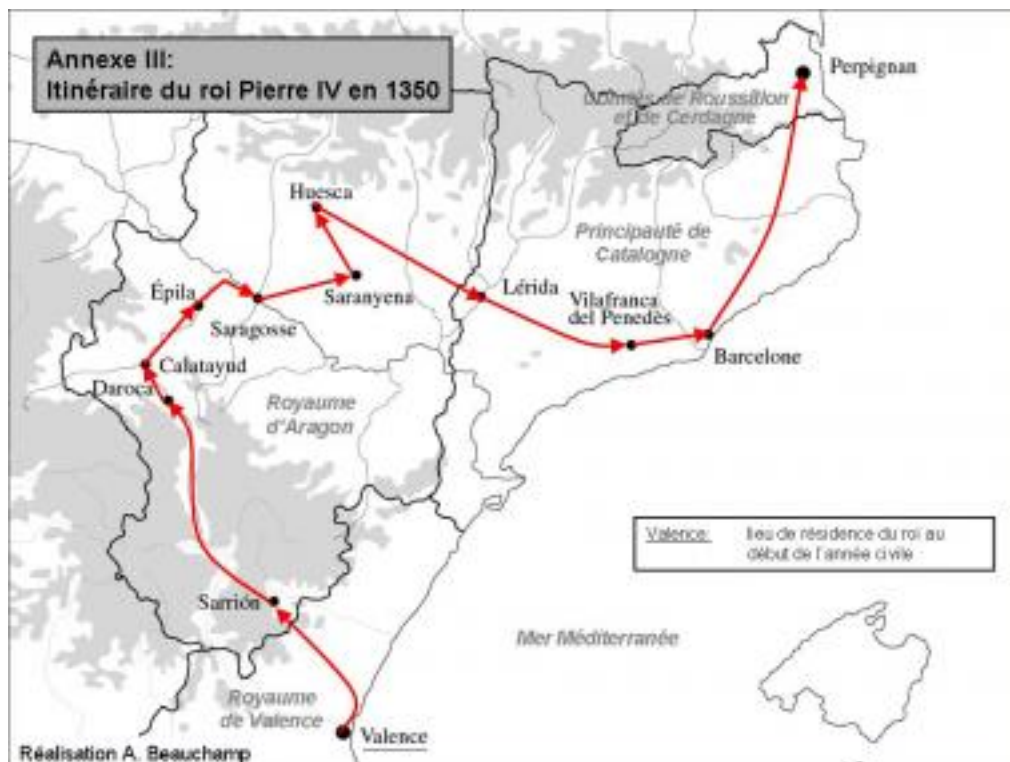 Annexe III:
Itinéraire du roi Pierre IV en 1350
Perpignan
Comtés de Roussillon
et de Cerdagne
Huesca
Principauté de
Catalogne
Épila
Saranyena
Lérida
Saragosse
Vilafranca
del Penedès
Barcelone
Calatayud
Daroca
Royaume
d'Aragon
Valence: lieu de résidence du roi au
début de l'année civile
Sarrión
Mer Méditerranée
Royaume
de Valence
Valence
Réalisation A. Beauchamp